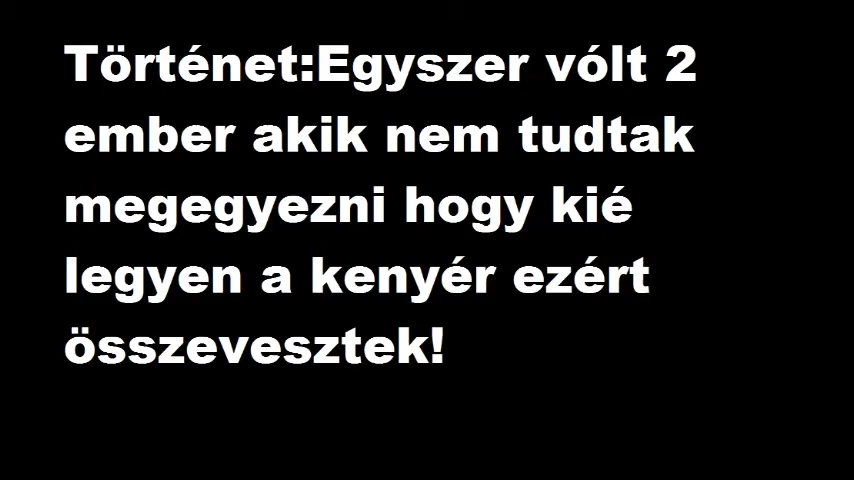 Történet:Egyszer vólt 2
ember akik nem tudtak
megegyezni hogy kié
legyen a kenyér ezért
összevesztek!